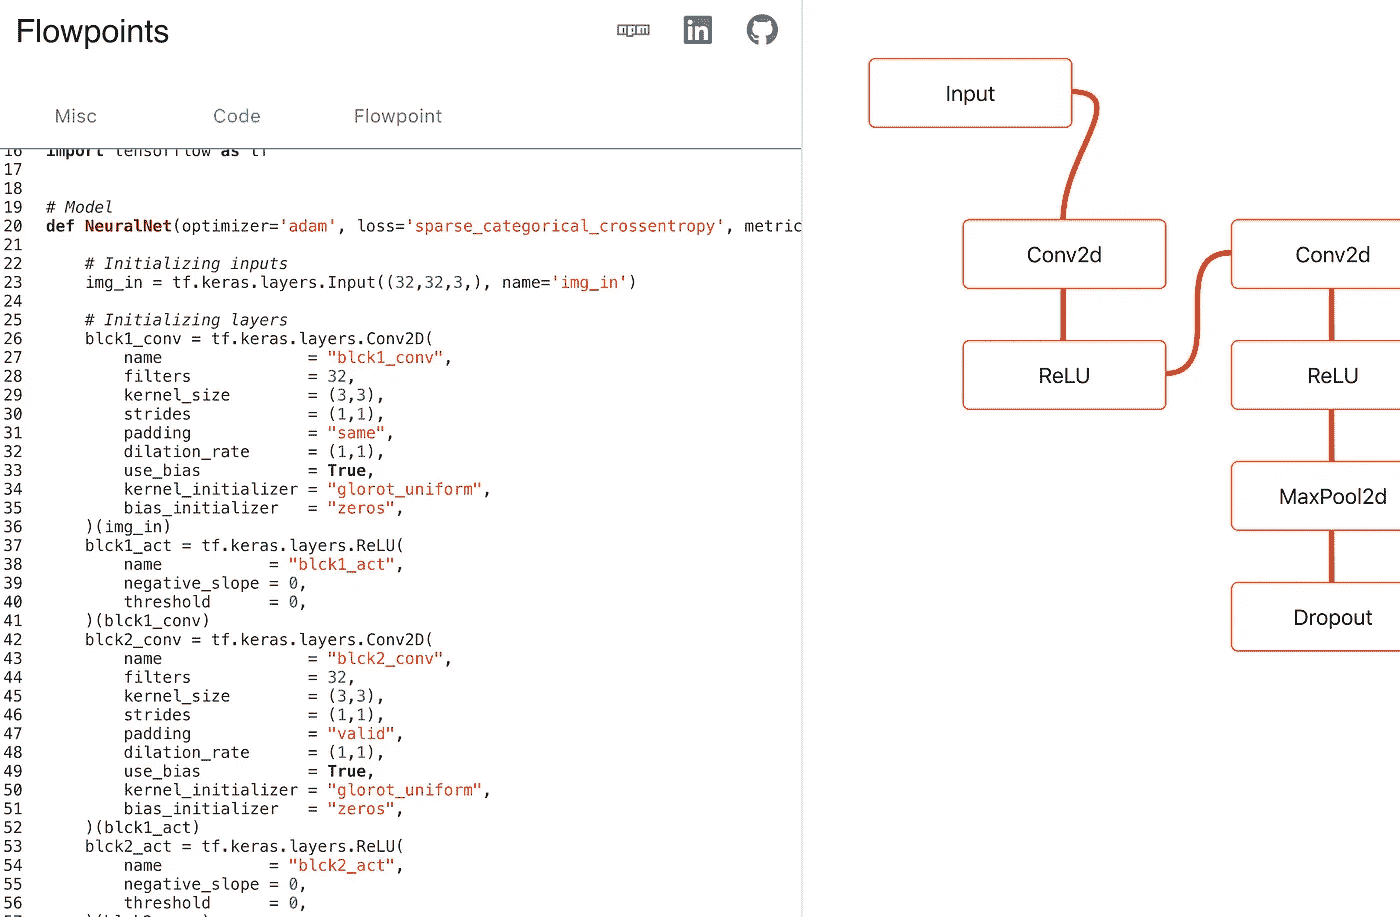 Flowpoints
npm
in
Misc Code Flowpoint
16 import tensorflow as tf
17
18
19 # Model
20 def NeuralNet(optimizer='adam', loss='sparse_categorical_crossentropy', metric
21
22 # Initializing inputs
23 img_in = tf.keras.layers.Input((32,32,3,), name='img_in')
24
25 # Initializing layers
26 blck1_conv = tf.keras.layers.Conv2D(
27 name = "blck1_conv",
28 filters = 32,
29 kernel_size = (3,3),
30 strides = (1,1),
31 padding = "same",
32 dilation_rate = (1,1),
33 use_bias = True,
34 kernel_initializer = "glorot_uniform",
35 bias_initializer = "zeros",
36 )(img_in)
37 blck1_act = tf.keras.layers.ReLU(
38 name = "blck1_act",
39 negative_slope = 0,
40 threshold = 0,
41 )(blck1_conv)
42 blck2_conv = tf.keras.layers.Conv2D(
43 name = "blck2_conv",
44 filters = 32,
45 kernel_size = (3,3),
46 strides = (1,1),
47 padding = "valid",
48 dilation_rate = (1,1),
49 use_bias = True,
50 kernel_initializer = "glorot_uniform",
51 bias_initializer = "zeros",
52 )(blck1_act)
53 blck2_act = tf.keras.layers.ReLU(
54 name = "blck2_act",
55 negative_slope = 0,
56 threshold = 0,
Input
Conv2d
ReLU
Conv2d
ReLU
MaxPool2d
Dropout